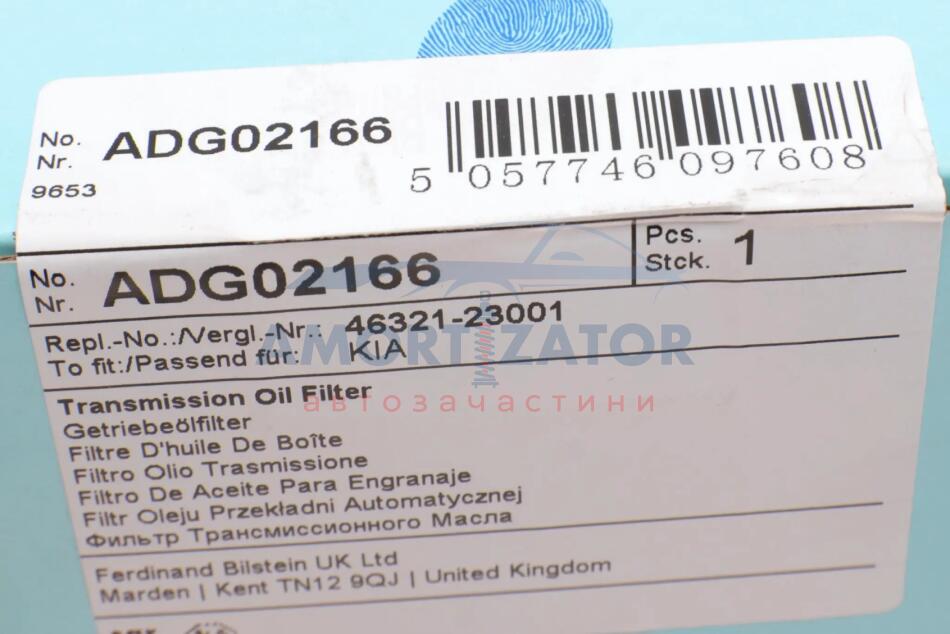 No.
Nr. ADG02166
9653
5 057746 097608
No.
Nr. ADG02166
Pcs.
Stck. 1
Repl.-No.:/Vergl.-Nr.: 46321-23001
To fit:/Passend für: KIA
AMORTIZATOR
автозачастини
Transmission Oil Filter
Getriebeölfilter
Filtre D'huile De Boîte
Filtro Olio Trasmissione
Filtro De Aceite Para Engranaje
Filtr Oleju Przekładni Automatycznej
Фильтр Трансмиссионного Масла
Ferdinand Bilstein UK Ltd
Marden | Kent TN12 9QJ | United Kingdom